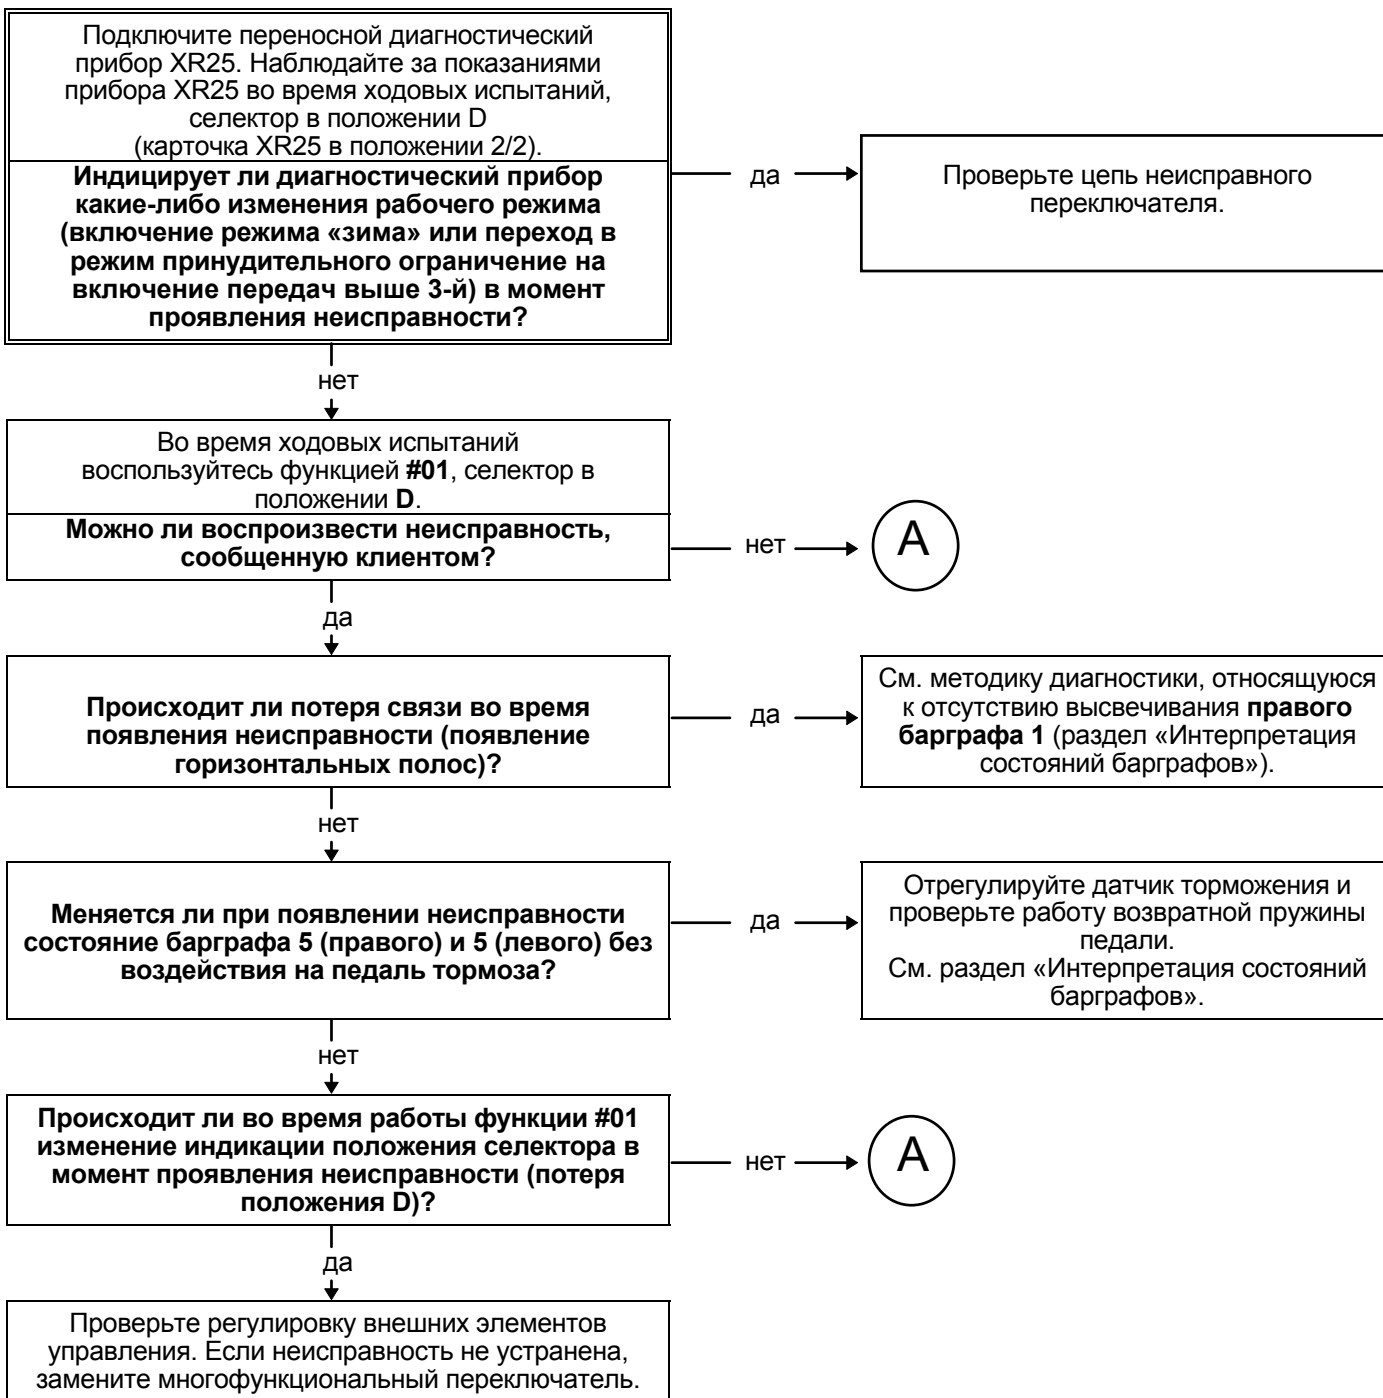 Подключите переносной диагностический
прибор XR25. Наблюдайте за показаниями
прибора XR25 во время ходовых испытаний,
селектор в положении D
(карточка XR25 в положении 2/2).
Индицирует ли диагностический прибор
какие-либо изменения рабочего режима
(включение режима «зима» или переход в
режим принудительного ограничение на
включение передач выше 3-й) в момент
проявления неисправности?
да
Проверьте цепь неисправного
переключателя.
нет
Во время ходовых испытаний
воспользуйтесь функцией #01, селектор в
положении D.
Можно ли воспроизвести неисправность,
сообщенную клиентом?
нет
A
да
Происходит ли потеря связи во время
появления неисправности (появление
горизонтальных полос)?
да
См. методику диагностики, относящуюся
к отсутствию высвечивания правого
барграфа 1 (раздел «Интерпретация
состояний барграфов»).
нет
Меняется ли при появлении неисправности
состояние барграфа 5 (правого) и 5 (левого) без
воздействия на педаль тормоза?
да
Отрегулируйте датчик торможения и
проверьте работу возвратной пружины
педали.
См. раздел «Интерпретация состояний
барграфов».
нет
Происходит ли во время работы функции #01
изменение индикации положения селектора в
момент проявления неисправности (потеря
положения D)?
нет
A
да
Проверьте регулировку внешних элементов
управления. Если неисправность не устранена,
замените многофункциональный переключатель.